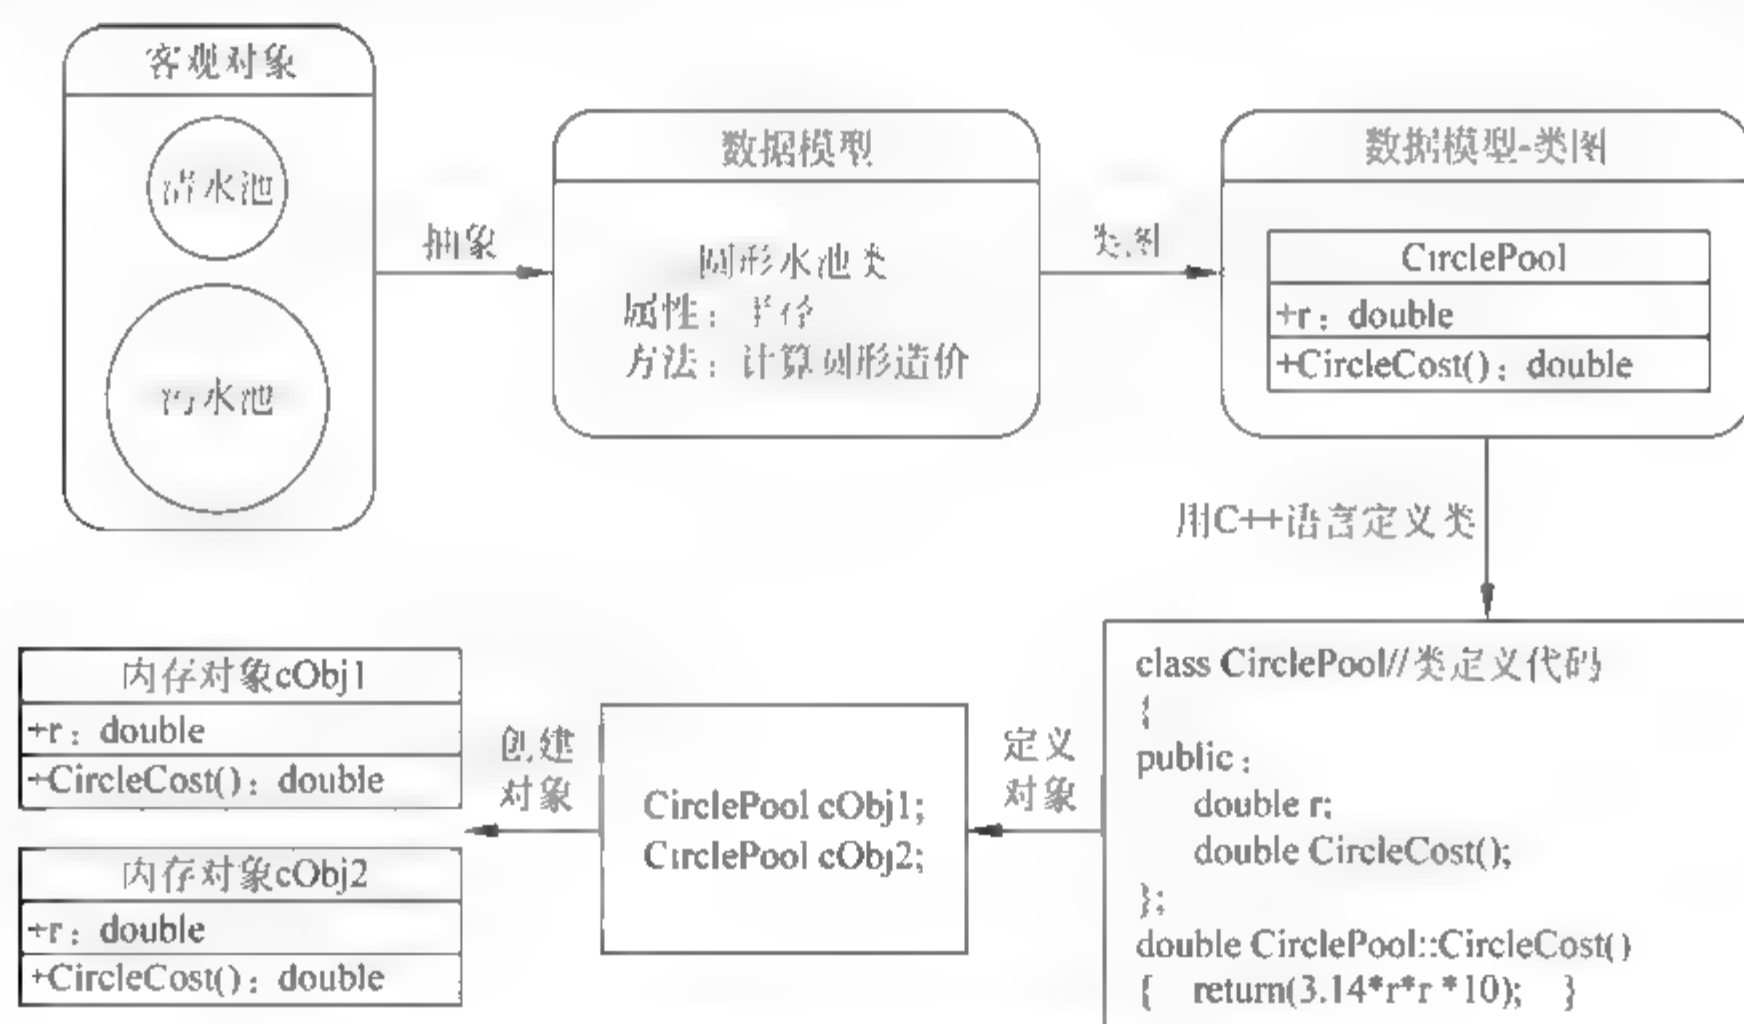 客观对象
清水池
污水池
抽象
数据模型
圆形水池类
属性：半径
方法：计算圆形造价
类图
数据模型-类图
CirclePool
+r：double
+CircleCost()：double
用C++语言定义类
class CirclePool//类定义代码
{
public：
double r;
double CircleCost();
};
double CirclePool::CircleCost()
{ return(3.14*r*r *10); }
定义
对象
CirclePool cObj1;
CirclePool cObj2;
创建
对象
内存对象cObj1
+r：double
+CircleCost()：double
内存对象cObj2
+r：double
+CircleCost()：double